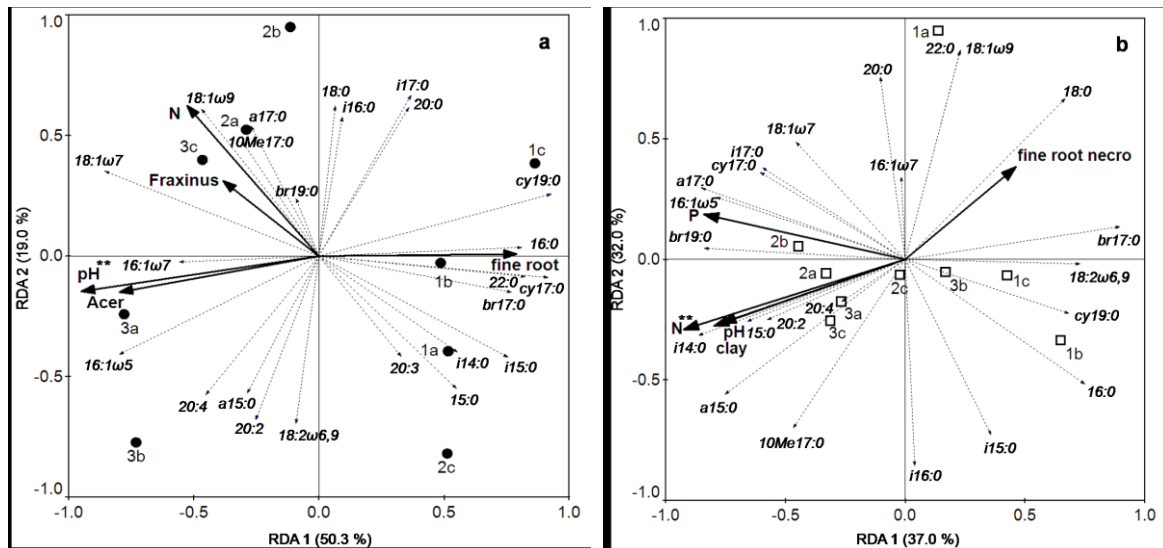 1.0
2b
a
18:0
i17:0
i16:0
20:0
18:1ω9
N
a17:0
2a
0.5
10Me17:0
3c
1c
18:1ω7
Fraxinus
cy19:0
br19:0
16:0
RDA 2 (19.0 %)
0.0
fine root
16:1ω7
1b
pH**
22:0
cy17:0
Acer
br17:0
3a
1a
i14:0
16:1ω5
20:3
i15:0
-0.5
15:0
20:4
a15:0
20:2
18:2ω6,9
3b
2c
-1.0
-1.0
-0.5
0.0
0.5
1.0
RDA 1 (50.3 %)
1.0
1a
b
22:0
18:1ω9
20:0
18:0
0.5
18:1ω7
i17:0
16:1ω7
fine root necro
cy17:0
a17:0
16:1ω5
P
br17:0
br19:0
2b
RDA 2 (32.0 %)
0.0
2a
2c
3b
1c
18:2ω6,9
20:4
3a
cy19:0
N**
pH
15:0
20:2
3c
i14:0
clay
1b
16:0
-0.5
a15:0
10Me17:0
i15:0
i16:0
-1.0
-1.0
-0.5
0.0
0.5
1.0
RDA 1 (37.0 %)